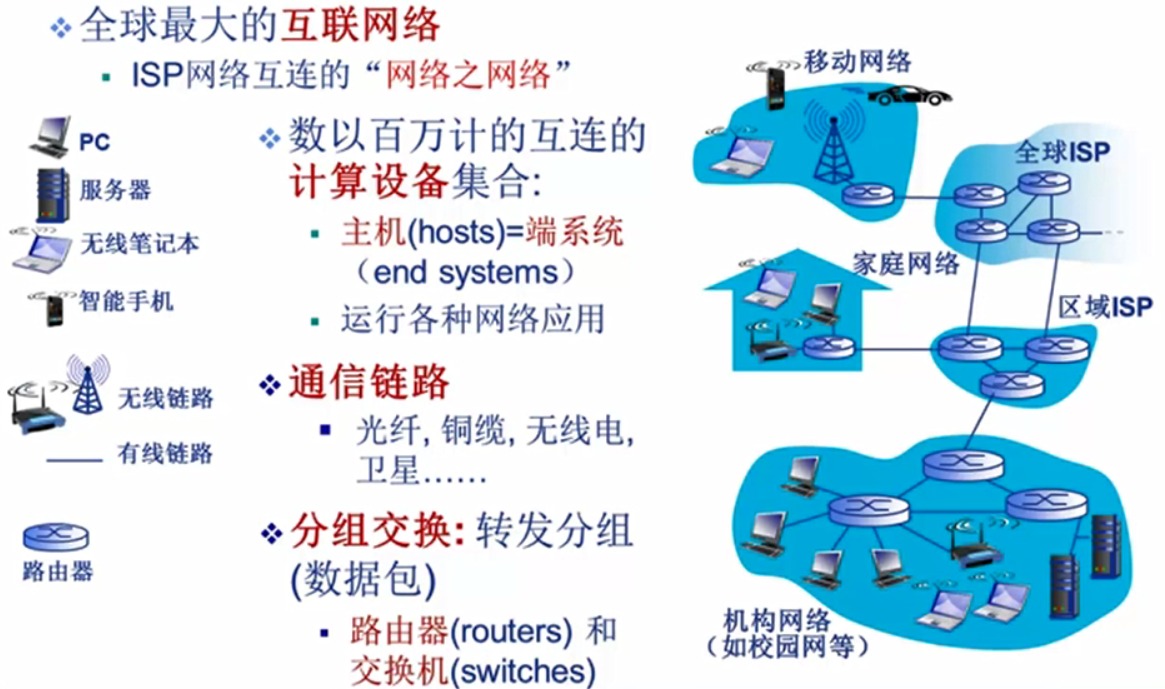 全球最大的互联网络
ISP网络互连的“网络之网络”
PC
服务器
无线笔记本
智能手机
无线链路
有线链路
路由器
数以百万计的互连的
计算设备集合:
主机(hosts)=端系统
（end systems）
运行各种网络应用
通信链路
光纤, 铜缆, 无线电,
卫星……
分组交换: 转发分组
(数据包)
路由器(routers) 和
交换机(switches)
移动网络
全球ISP
家庭网络
区域ISP
机构网络
（如校园网等）